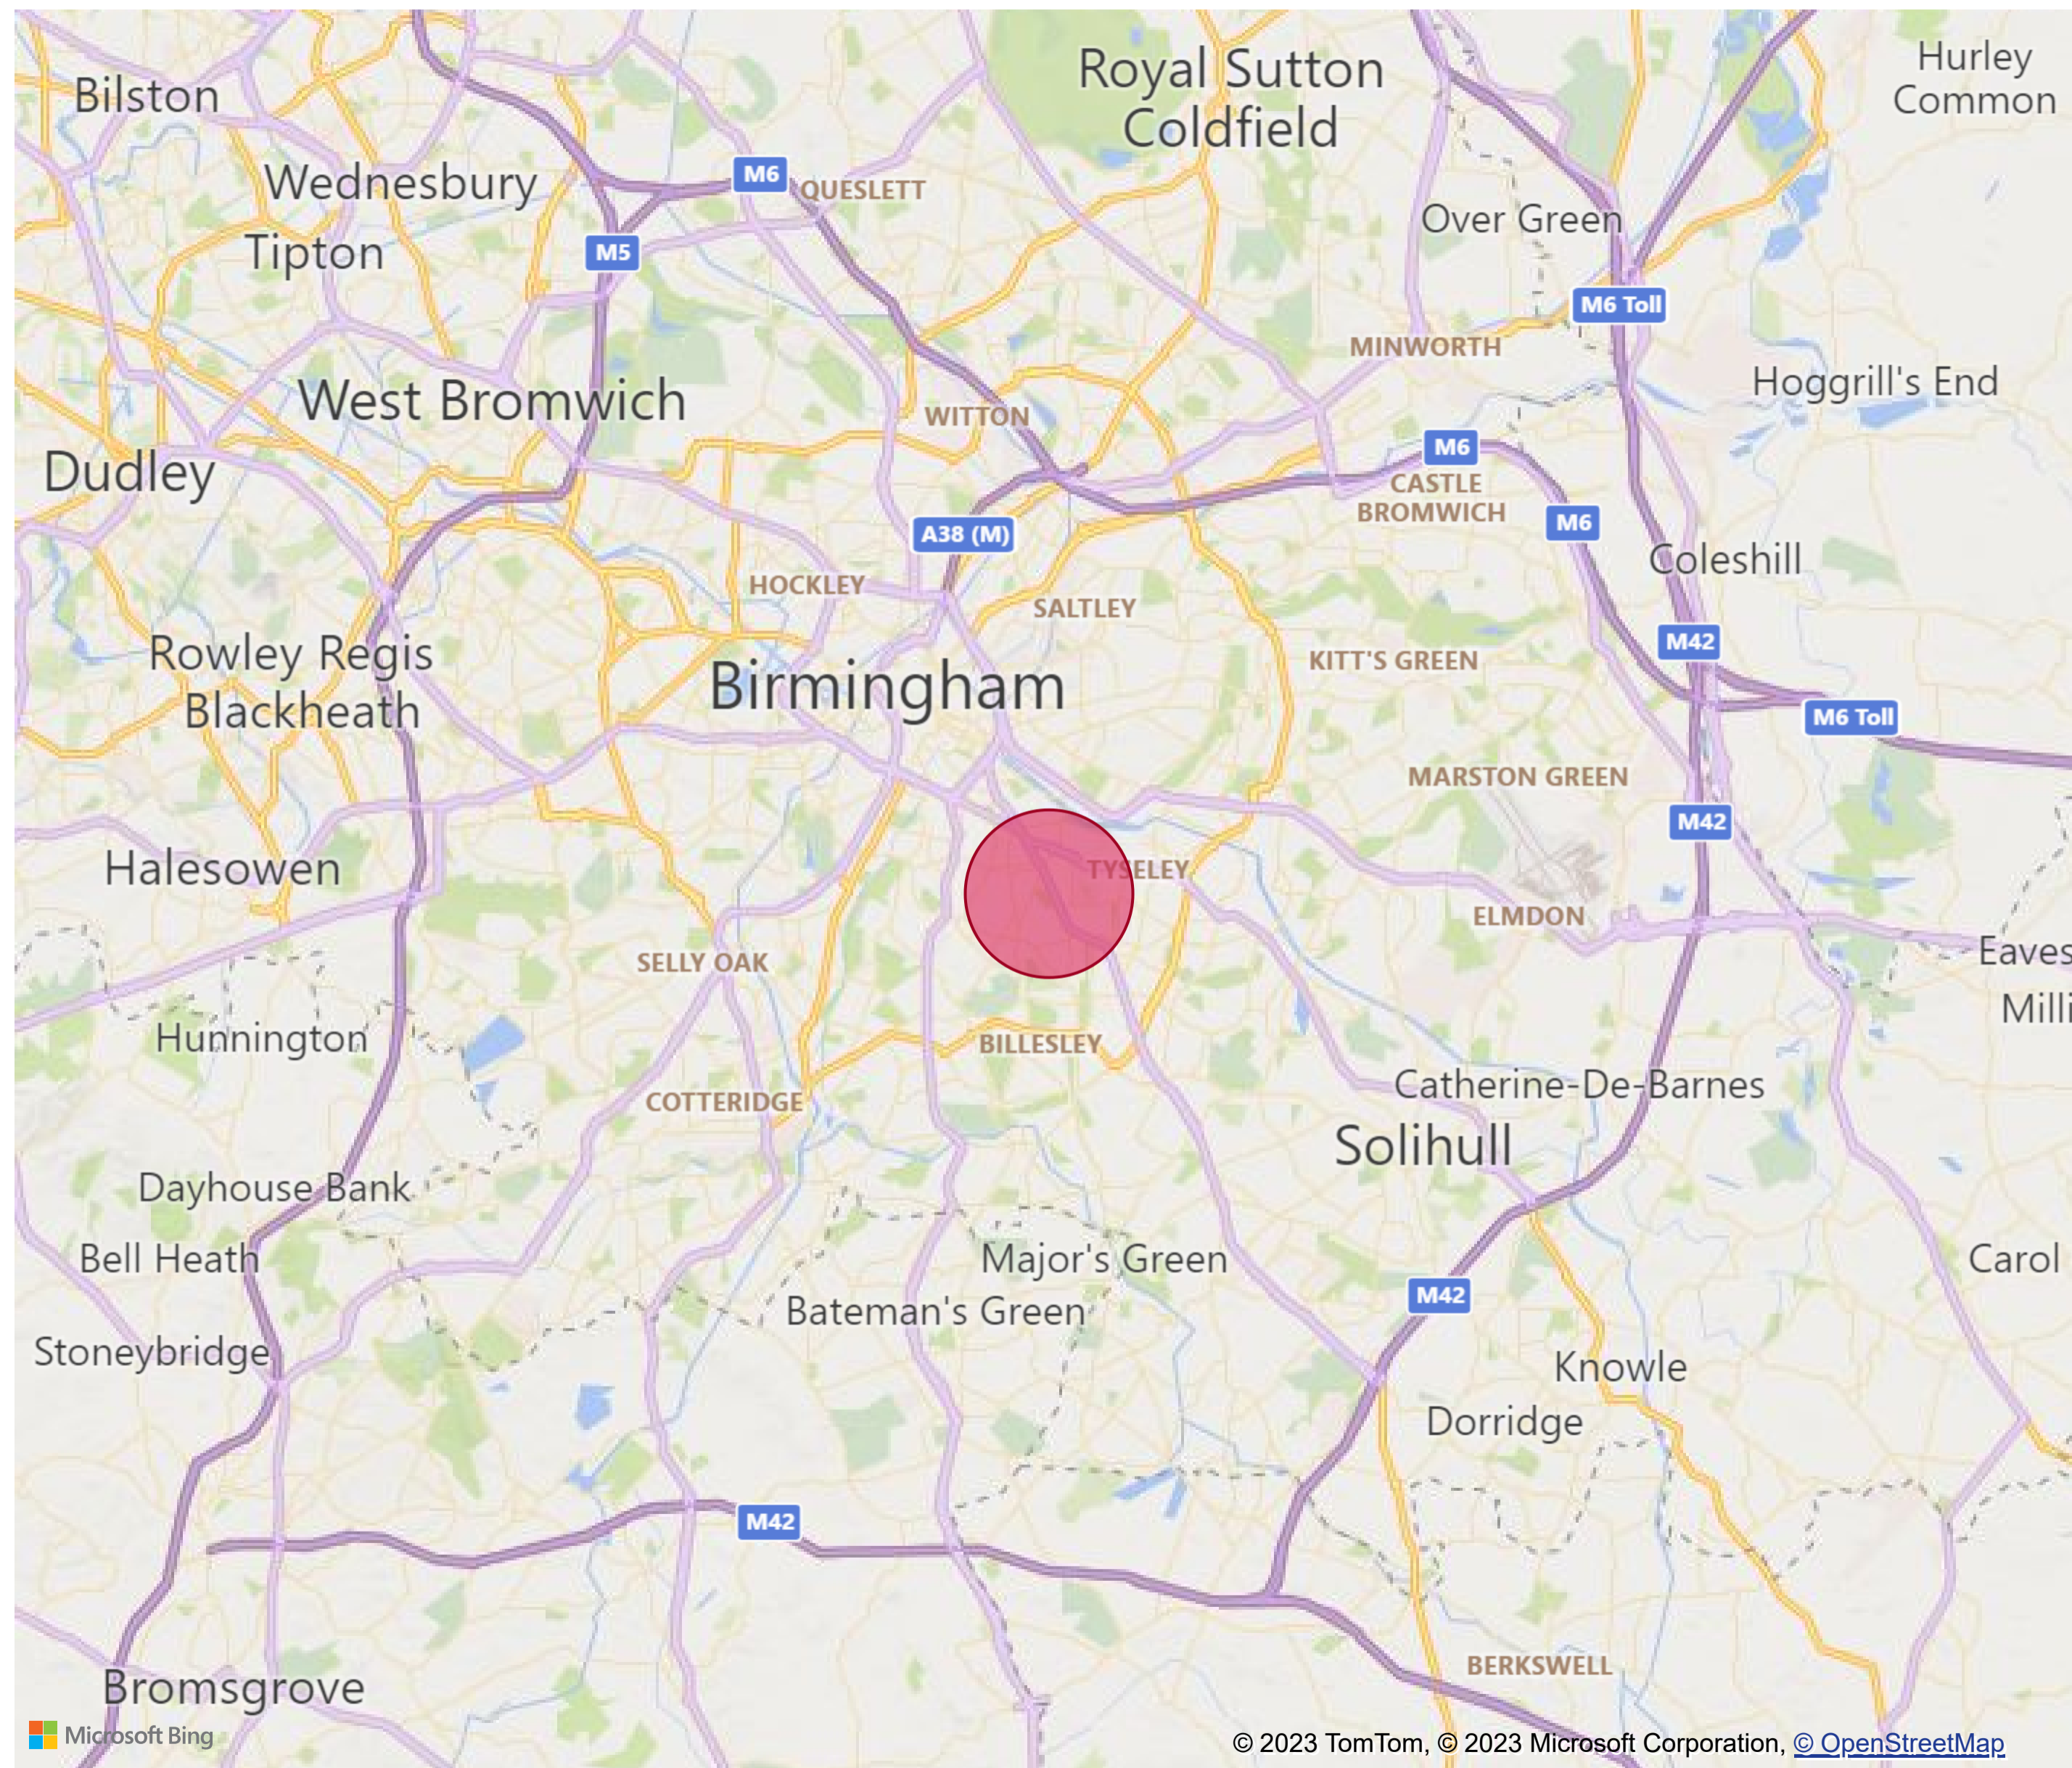 Hurley
Common
Royal Sutton
Coldfield
Bilston
Wednesbury
M6
QUESLETT
Over Green
Tipton
M5
M6 Toll
MINWORTH
Hoggrill's End
West Bromwich
WITTON
M6
Dudley
CASTLE
BROMWICH
M6
A38 (M)
Coleshill
HOCKLEY
SALTLEY
M42
Rowley Regis
Blackheath
KITT'S GREEN
Birmingham
M6 Toll
MARSTON GREEN
M42
Halesowen
TYSELEY
ELMDON
Eaves
SELLY OAK
Milli
Hunnington
BILLESLEY
Catherine-De-Barnes
COTTERIDGE
Solihull
Dayhouse Bank
Bell Heath
Major's Green
Carol
M42
Bateman's Green
Stoneybridge
Knowle
Dorridge
M42
BERKSWELL
Bromsgrove
Microsoft Bing
© 2023 TomTom, © 2023 Microsoft Corporation, © OpenStreetMap